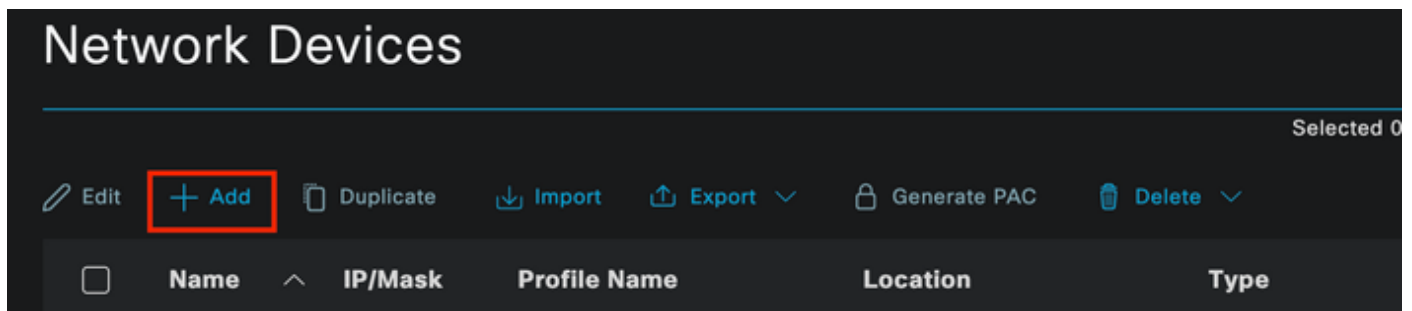 Network Devices
Selected 0
Edit Add Duplicate Import Export Generate PAC Delete
Name IP/Mask Profile Name Location Type